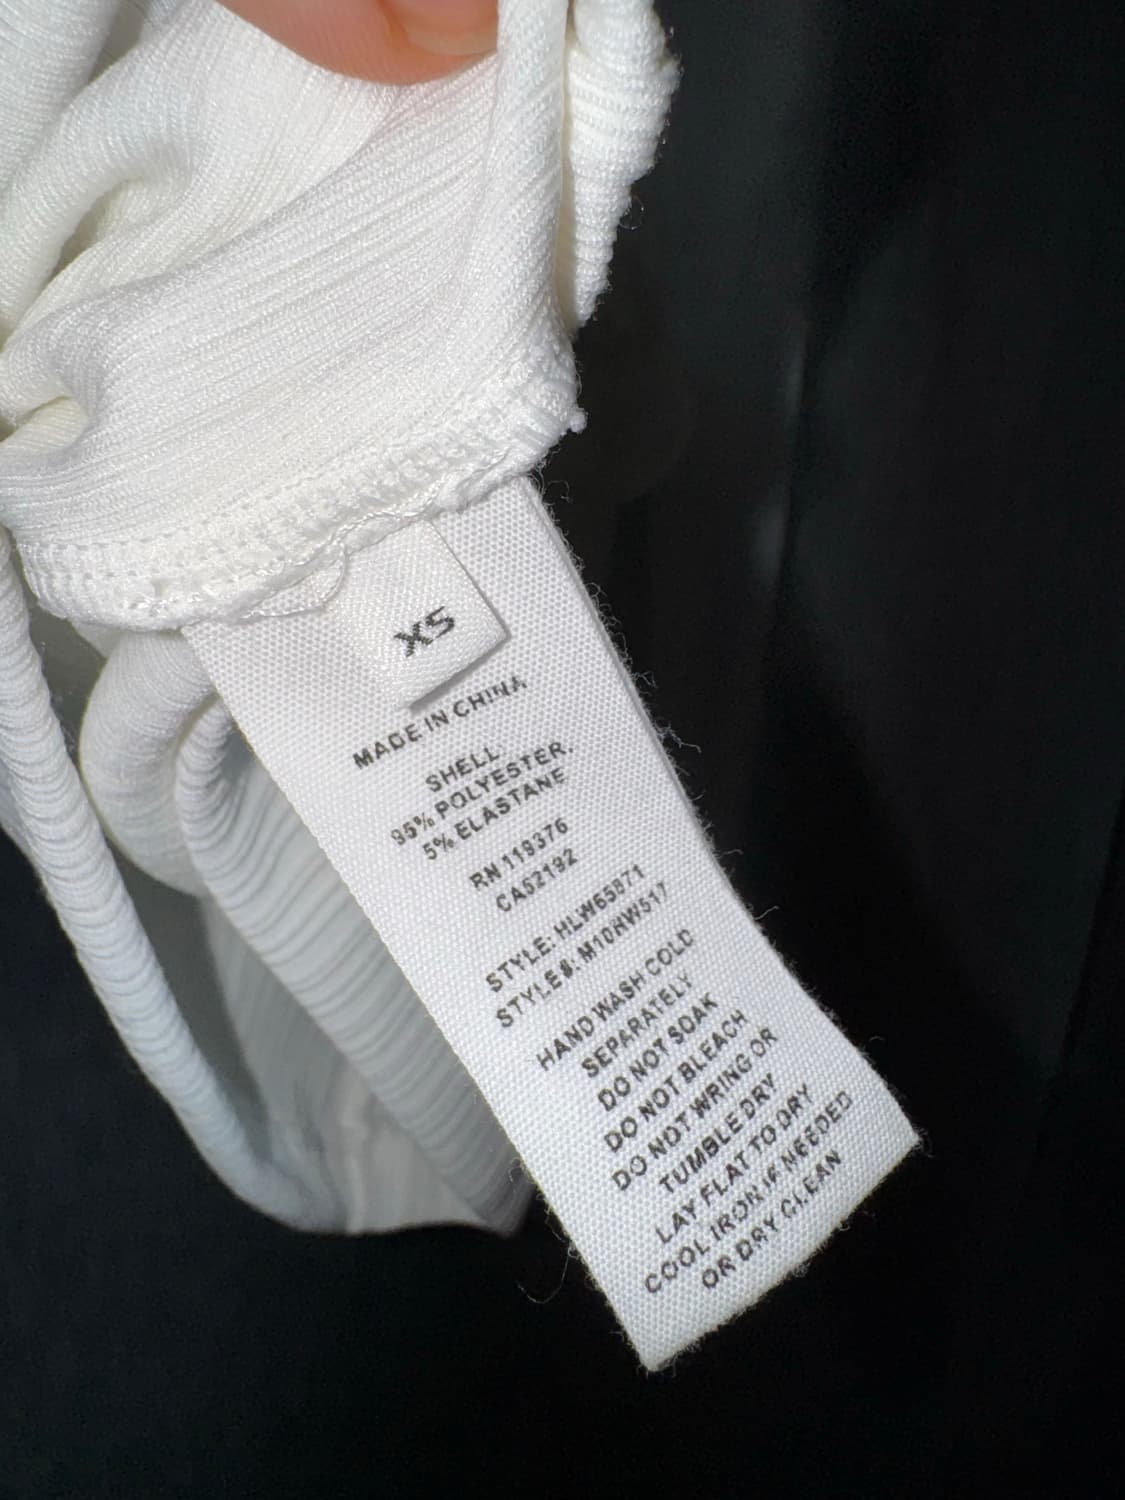 XS
MADE IN CHINA
SHELL
95% POLYESTER.
5% ELASTANE
RN 119376
CA52192
STYLE: HLW65871
STYLE#: M10HW517
HAND WASH COLD
SEPARATELY
DO NOT SOAK
DO NOT BLEACH
DO NOT WRING OR
TUMBLE DRY
LAY FLAT TO DRY
COOL IRON IF NEEDED
OR DRY CLEAN